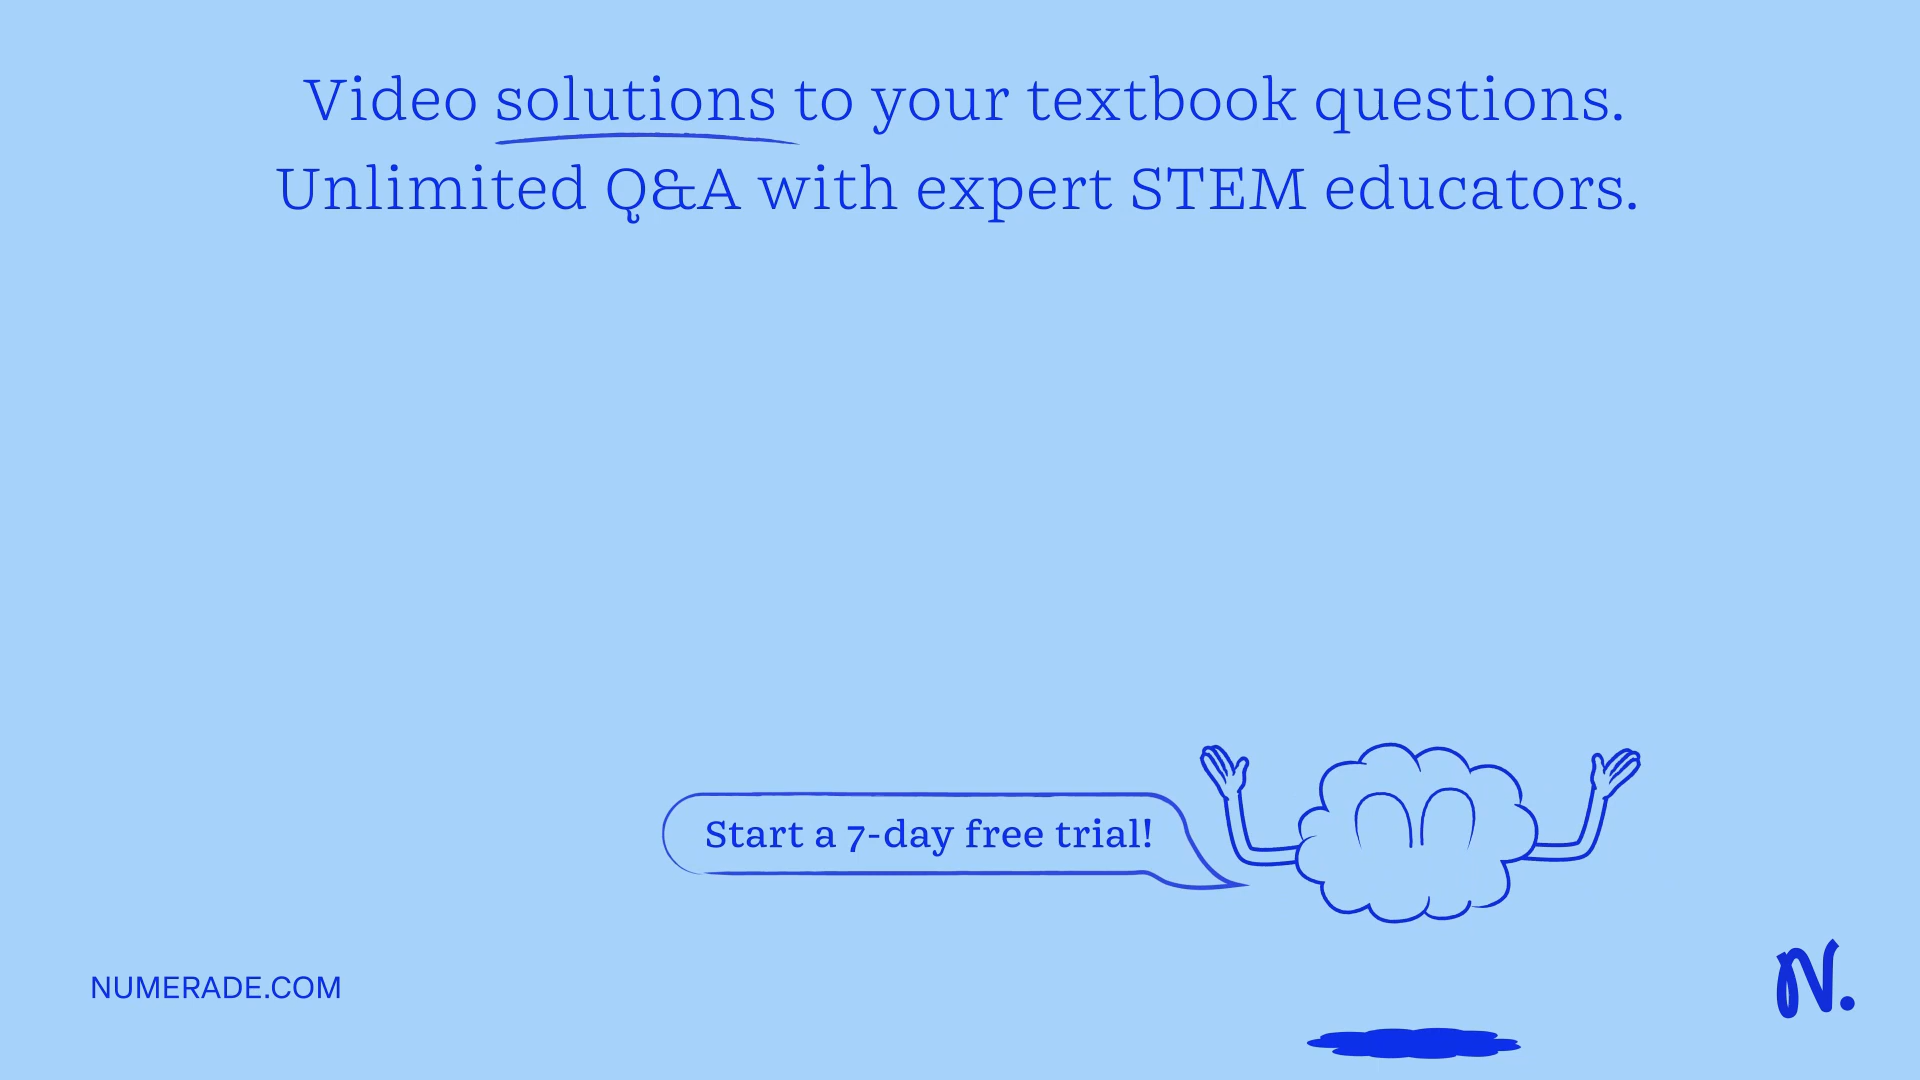 Video solutions to your textbook questions.
Unlimited Q&A with expert STEM educators.
Start a 7-day free trial!
NUMERADE.COM
N.